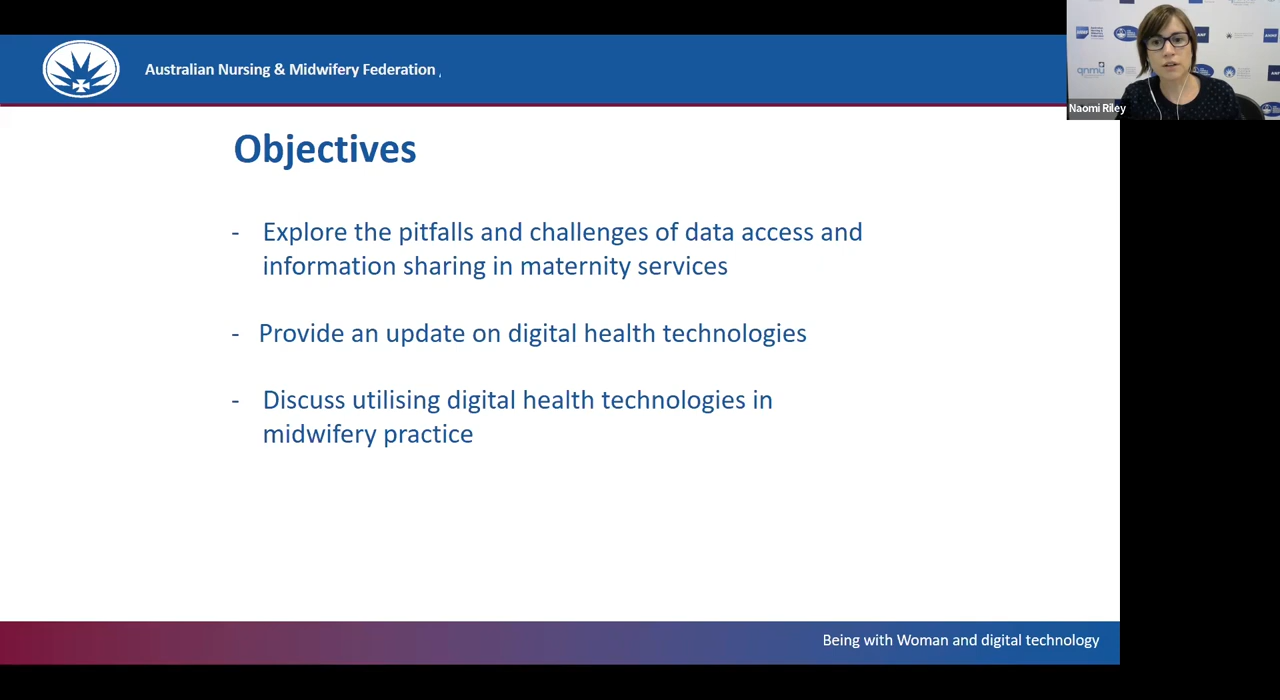 Australian Nursing & Midwifery Federation
Naomi Riley
qnmu
Objectives
- Explore the pitfalls and challenges of data access and
information sharing in maternity services
- Provide an update on digital health technologies
- Discuss utilising digital health technologies in
midwifery practice
Being with Woman and digital technology